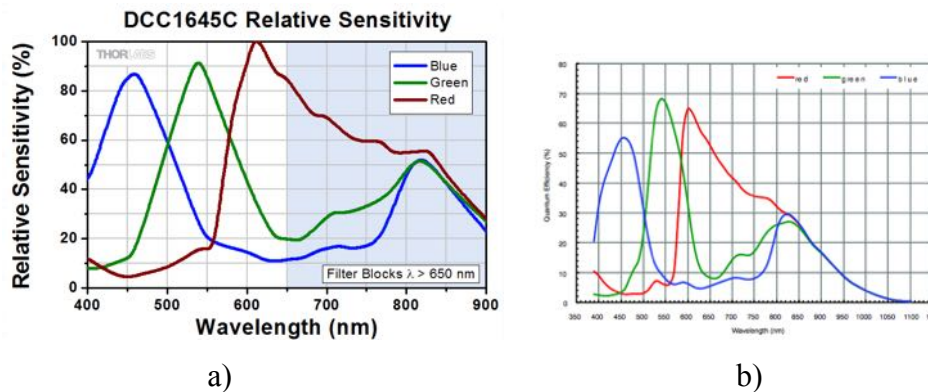 DCC1645C Relative Sensitivity
THORLABS
Relative Sensitivity (%)
100
80
60
40
20
0
Blue
Green
Red
Filter Blocks λ > 650 nm
400 500 600 700 800 900
Wavelength (nm)
a)
red green blue
Quantum Efficiency (%)
80
70
60
50
40
30
20
10
0
350 400 450 500 550 600 650 700 750 800 850 900 950 1000 1050 1100
Wavelength (nm)
b)